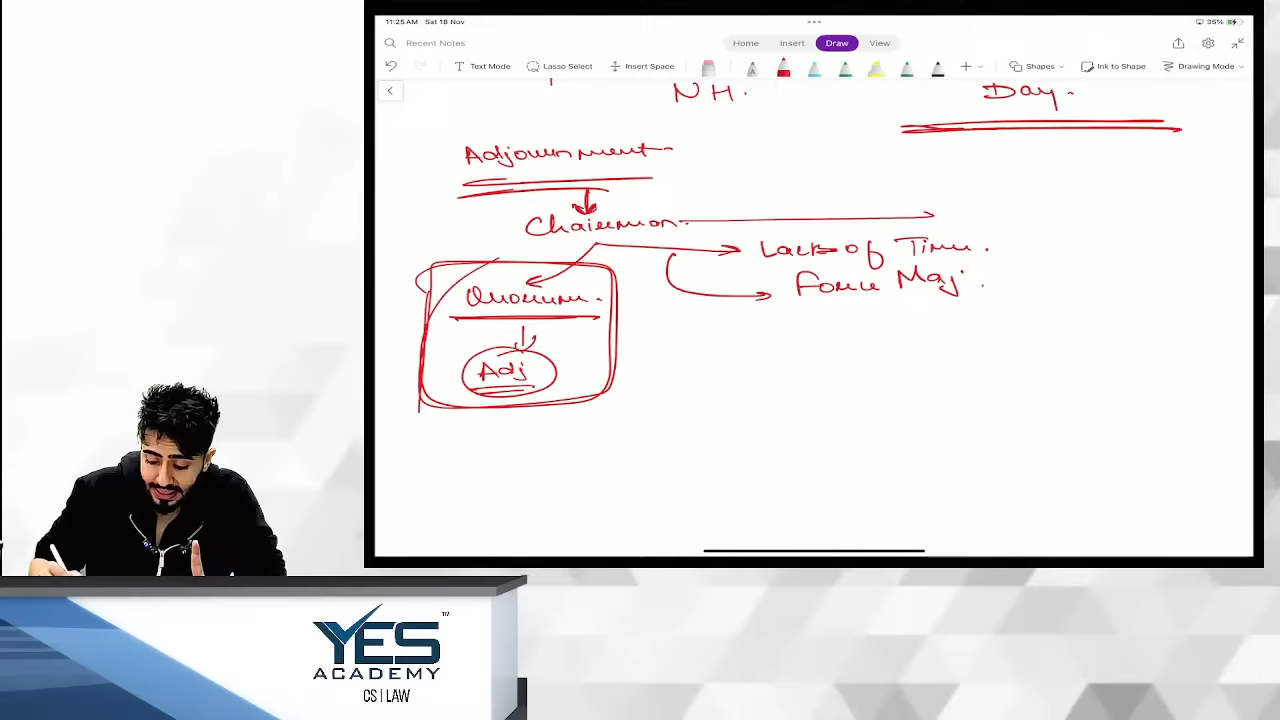 11:25 AM Sat 18 Nov
35%
Recent Notes
Home Insert Draw View
Text Mode Lasso Select Insert Space Shapes Ink to Shape Drawing Mode
NH. Day.
Adjournment
Chairman.
Lack of Time.
Quorum. Force Maj.
Adj
YES™
ACADEMY
CS | LAW